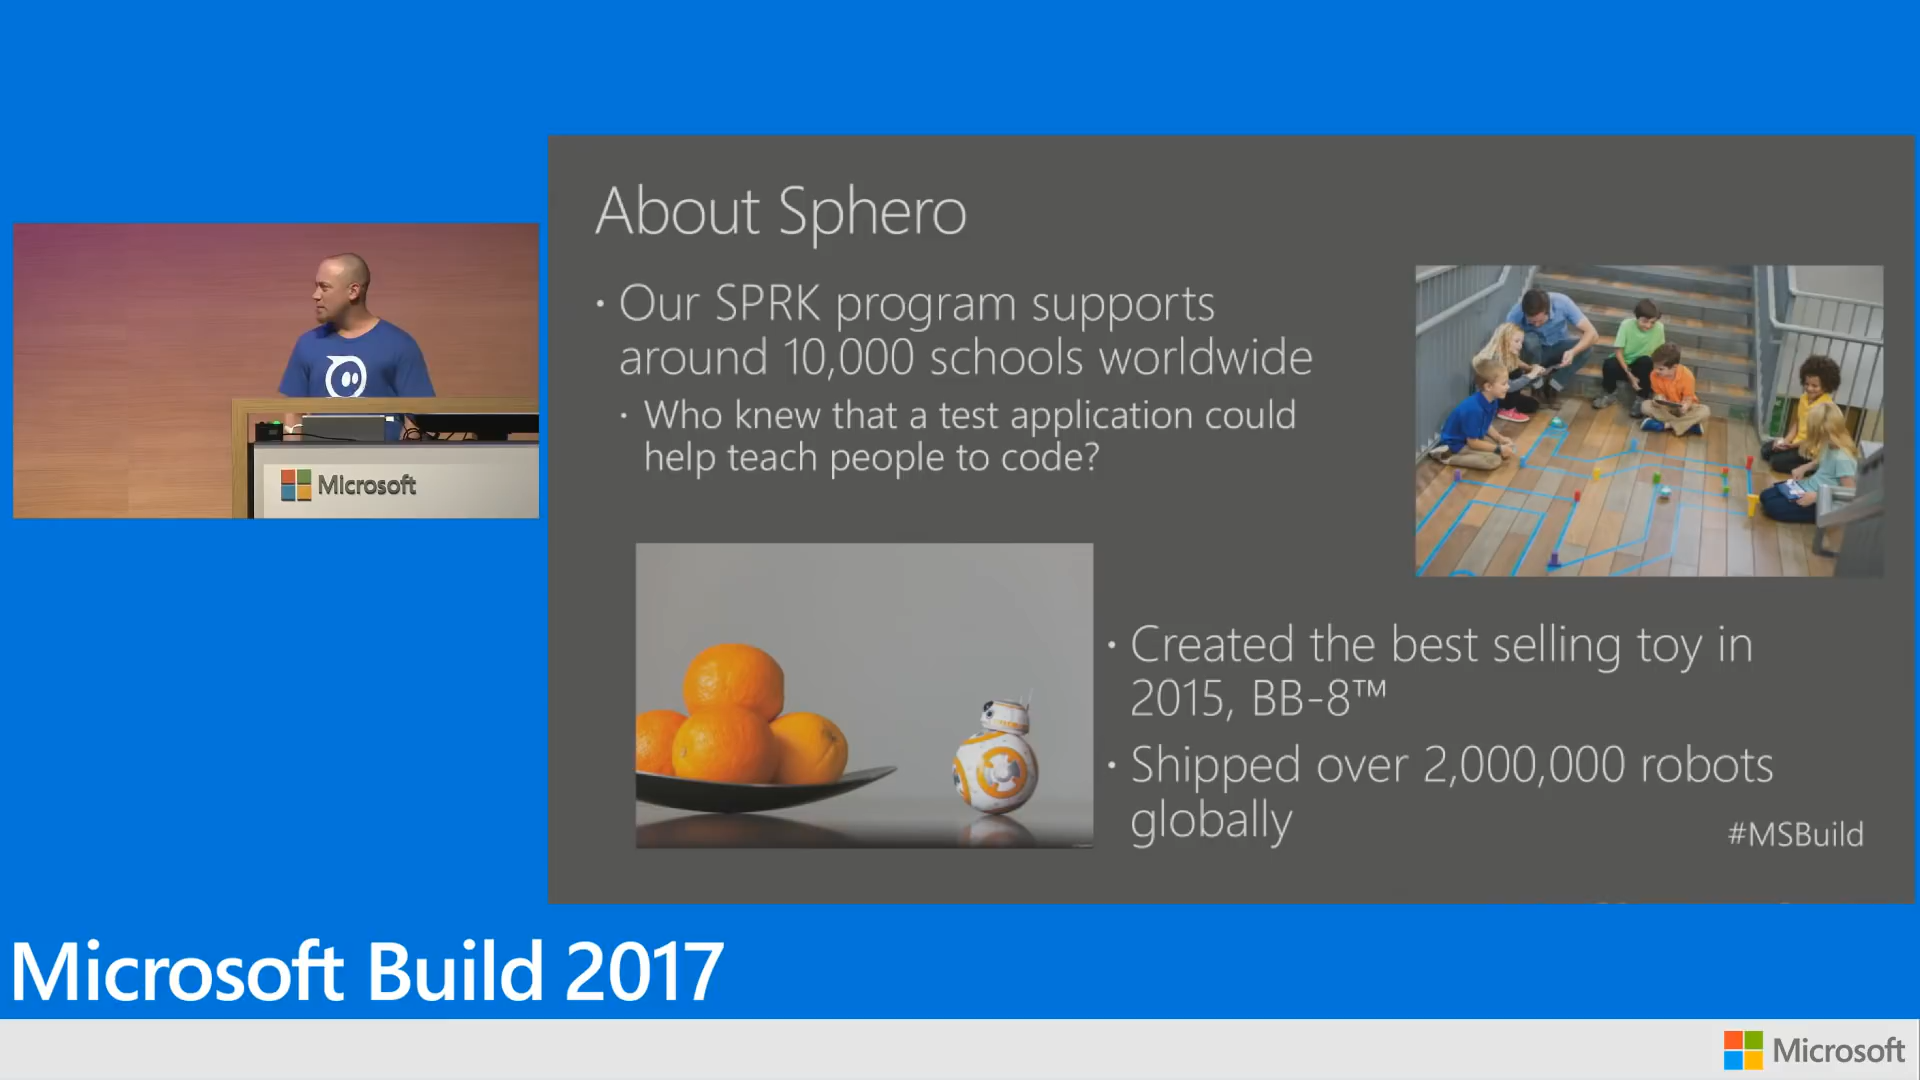 About Sphero
• Our SPRK program supports
around 10,000 schools worldwide
• Who knew that a test application could
help teach people to code?
• Created the best selling toy in
2015, BB-8™
• Shipped over 2,000,000 robots
globally
#MSBuild
Microsoft
Microsoft Build 2017
Microsoft